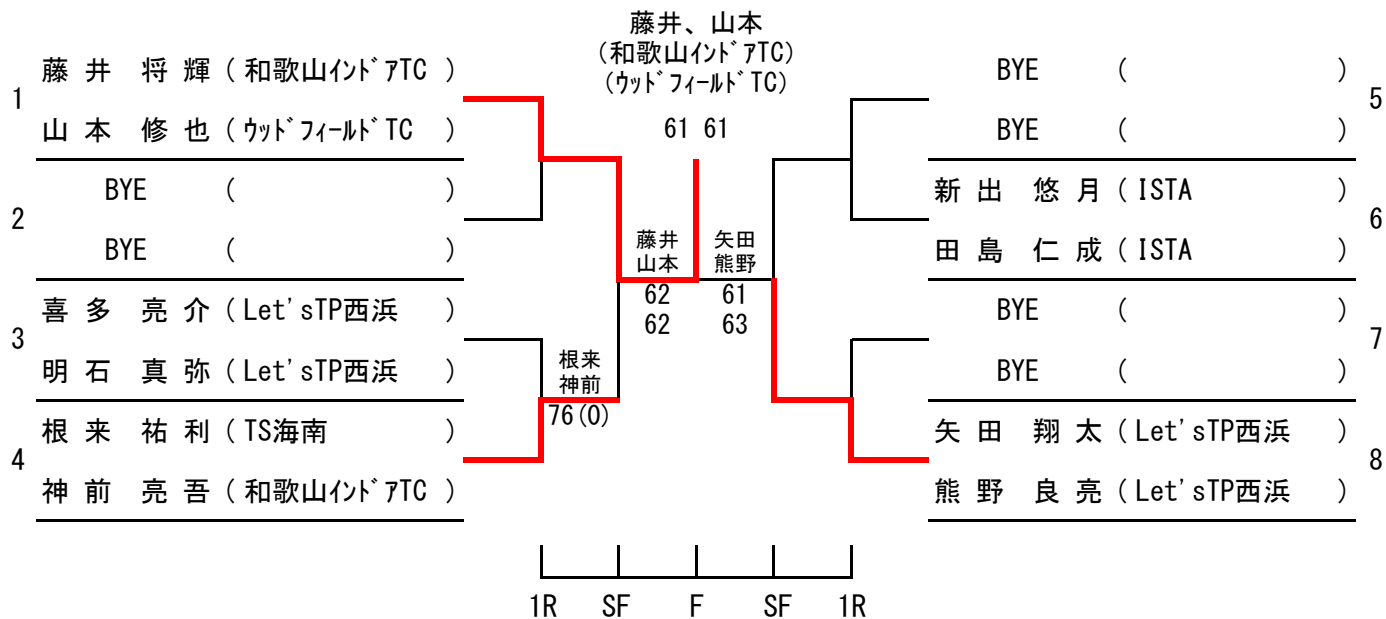 藤井、山本
(和歌山ｲﾝﾄﾞｱTC)
(ｳｯﾄﾞﾌｨｰﾙﾄﾞTC)
61 61
1
藤 井 将 輝 ( 和歌山ｲﾝﾄﾞｱTC )
山 本 修 也 ( ｳｯﾄﾞﾌｨｰﾙﾄﾞTC )
2
BYE ( )
BYE ( )
3
喜 多 亮 介 ( Let'sTP西浜 )
明 石 真 弥 ( Let'sTP西浜 )
4
根 来 祐 利 ( TS海南 )
神 前 亮 吾 ( 和歌山ｲﾝﾄﾞｱTC )
根来
神前
76(0)
藤井
山本
62
62
矢田
熊野
61
63
BYE ( )
BYE ( )
5
新 出 悠 月 ( ISTA )
田 島 仁 成 ( ISTA )
6
BYE ( )
BYE ( )
7
矢 田 翔 太 ( Let'sTP西浜 )
熊 野 良 亮 ( Let'sTP西浜 )
8
1R SF F SF 1R